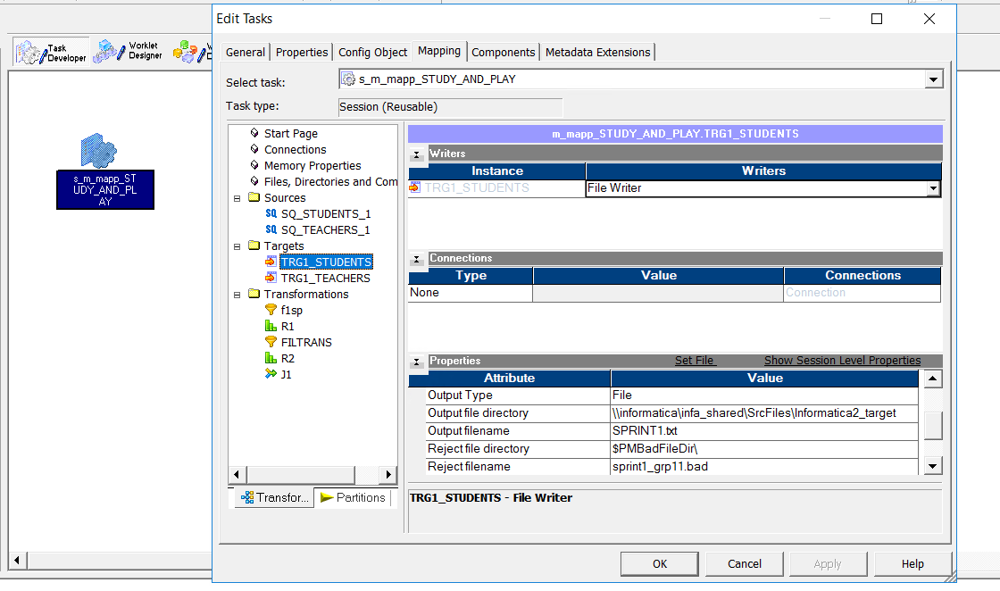 Edit Tasks
Task Developer
Worklet Designer
General Properties Config Object Mapping Components Metadata Extensions
Select task: s_m_mapp_STUDY_AND_PLAY
Task type: Session (Reusable)
s_m_mapp_ST
UDY_AND_PL
AY
Start Page
Connections
Memory Properties
Files, Directories and Com
Sources
SQ_STUDENTS_1
SQ_TEACHERS_1
Targets
TRG1_STUDENTS
TRG1_TEACHERS
Transformations
f1sp
R1
FILTRANS
R2
J1
Transfor... Partitions
m_mapp_STUDY_AND_PLAY.TRG1_STUDENTS
Writers
Instance Writers
TRG1_STUDENTS File Writer
Connections
Type Value Connections
None Connection
Properties Set File Show Session Level Properties
Attribute Value
Output Type File
Output file directory \\informatica\infa_shared\SrcFiles\Informatica2_target
Output filename SPRINT1.txt
Reject file directory $PMBadFileDir\
Reject filename sprint1_grp11.bad
TRG1_STUDENTS - File Writer
OK Cancel Apply Help